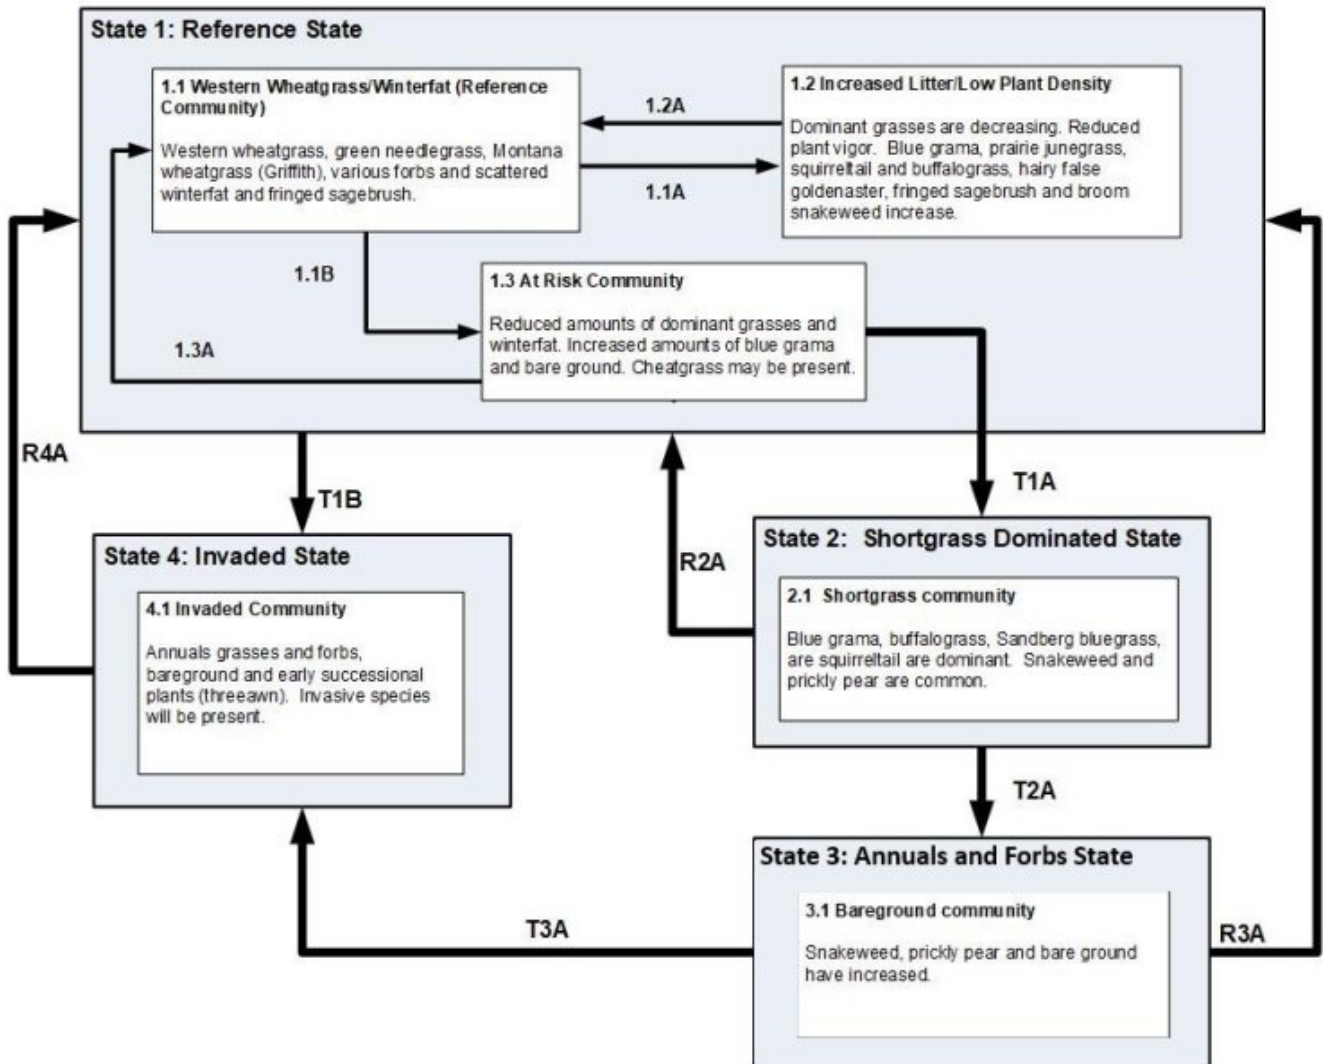 State 1: Reference State
1.1 Western Wheatgrass/Winterfat (Reference
Community)
Western wheatgrass, green needlegrass, Montana
wheatgrass (Griffith), various forbs and scattered
winterfat and fringed sagebrush.
1.2A
1.1A
1.2 Increased Litter/Low Plant Density
Dominant grasses are decreasing. Reduced
plant vigor. Blue grama, prairie junegrass,
squirreltail and buffalograss, hairy false
goldenaster, fringed sagebrush and broom
snakeweed increase.
1.1B
1.3A
1.3 At Risk Community
Reduced amounts of dominant grasses and
winterfat. Increased amounts of blue grama
and bare ground. Cheatgrass may be present.
R4A
T1B
R2A
T1A
State 4: Invaded State
4.1 Invaded Community
Annuals grasses and forbs,
bareground and early successional
plants (threeawn). Invasive species
will be present.
State 2: Shortgrass Dominated State
2.1 Shortgrass community
Blue grama, buffalograss, Sandberg bluegrass,
are squirreltail are dominant. Snakeweed and
prickly pear are common.
T2A
State 3: Annuals and Forbs State
3.1 Bareground community
Snakeweed, prickly pear and bare ground
have increased.
T3A
R3A